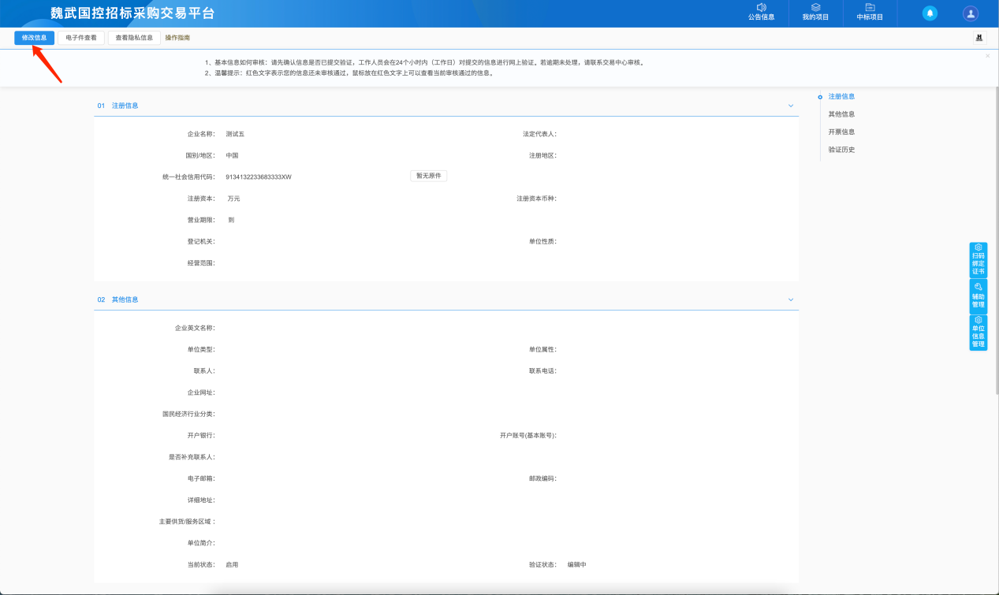 魏武国控招标采购交易平台
公告信息 我的项目 中标项目
修改信息 电子件查看 查看隐私信息 操作指南
1、基本信息如何审核：请先确认信息是否已提交验证，工作人员会在24个小时内（工作日）对提交的信息进行网上验证。若逾期未处理，请联系交易中心审核。
2、温馨提示：红色文字表示您的信息还未审核通过，鼠标放在红色文字上可以查看当前审核通过的信息。
01 注册信息
企业名称： 测试五 法定代表人：
国别/地区： 中国 注册地区：
统一社会信用代码： 9134132233683333XW 暂无原件
注册资本： 万元 注册资本币种：
营业期限： 到
登记机关： 单位性质：
经营范围：
02 其他信息
企业英文名称：
单位类型： 单位属性：
联系人： 联系电话：
企业网址：
国民经济行业分类：
开户银行： 开户账号(基本账号)：
是否补充联系人：
电子邮箱： 邮政编码：
详细地址：
主要供货/服务区域 ：
单位简介：
当前状态： 启用 验证状态： 编辑中
注册信息
其他信息
开票信息
验证历史
扫码
绑定
证书
辅助
管理
单位
信息
管理